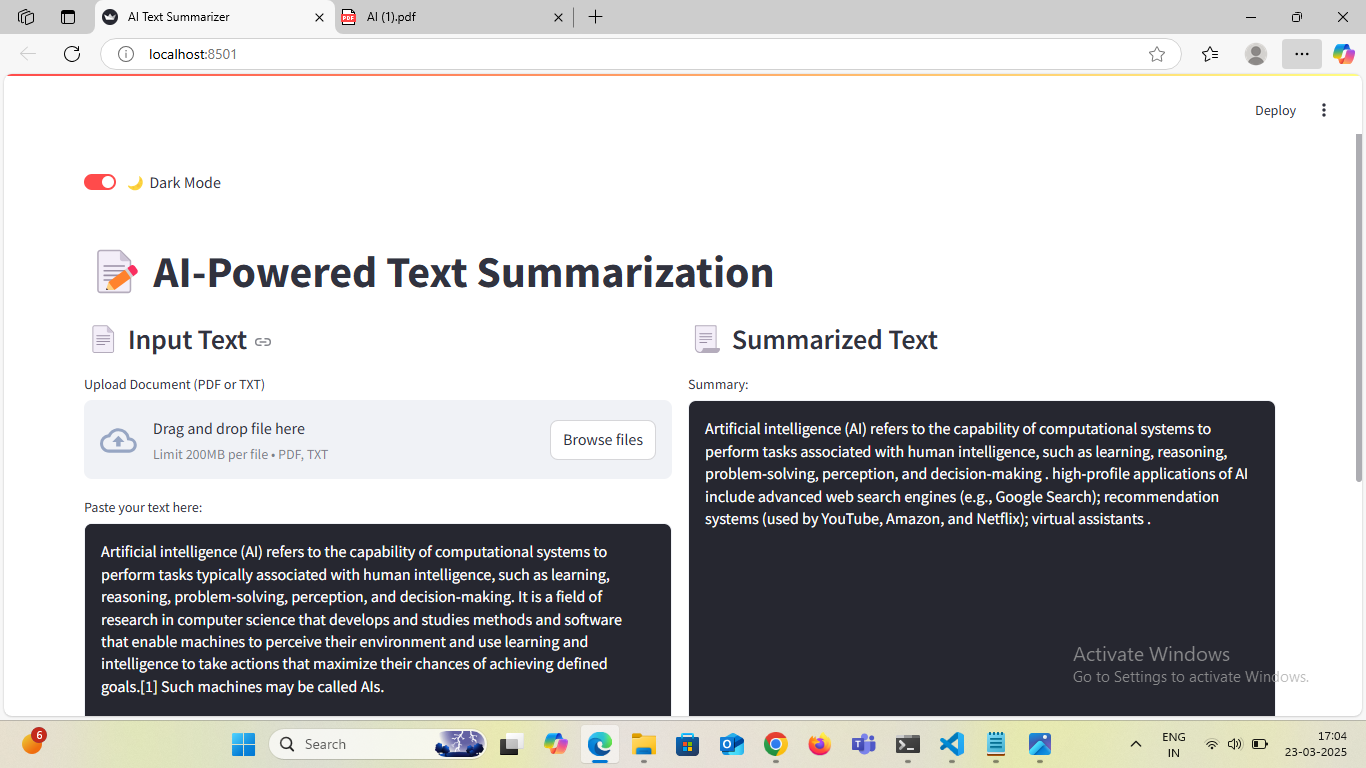 AI Text Summarizer
AI (1).pdf
localhost:8501
Deploy
Dark Mode
AI-Powered Text Summarization
Input Text
Upload Document (PDF or TXT)
Drag and drop file here
Limit 200MB per file • PDF, TXT
Browse files
Paste your text here:
Artificial intelligence (AI) refers to the capability of computational systems to
perform tasks typically associated with human intelligence, such as learning,
reasoning, problem-solving, perception, and decision-making. It is a field of
research in computer science that develops and studies methods and software
that enable machines to perceive their environment and use learning and
intelligence to take actions that maximize their chances of achieving defined
goals.[1] Such machines may be called AIs.
Summarized Text
Summary:
Artificial intelligence (AI) refers to the capability of computational systems to
perform tasks associated with human intelligence, such as learning, reasoning,
problem-solving, perception, and decision-making . high-profile applications of AI
include advanced web search engines (e.g., Google Search); recommendation
systems (used by YouTube, Amazon, and Netflix); virtual assistants .
Activate Windows
Go to Settings to activate Windows.
6
Search
ENG
IN
17:04
23-03-2025